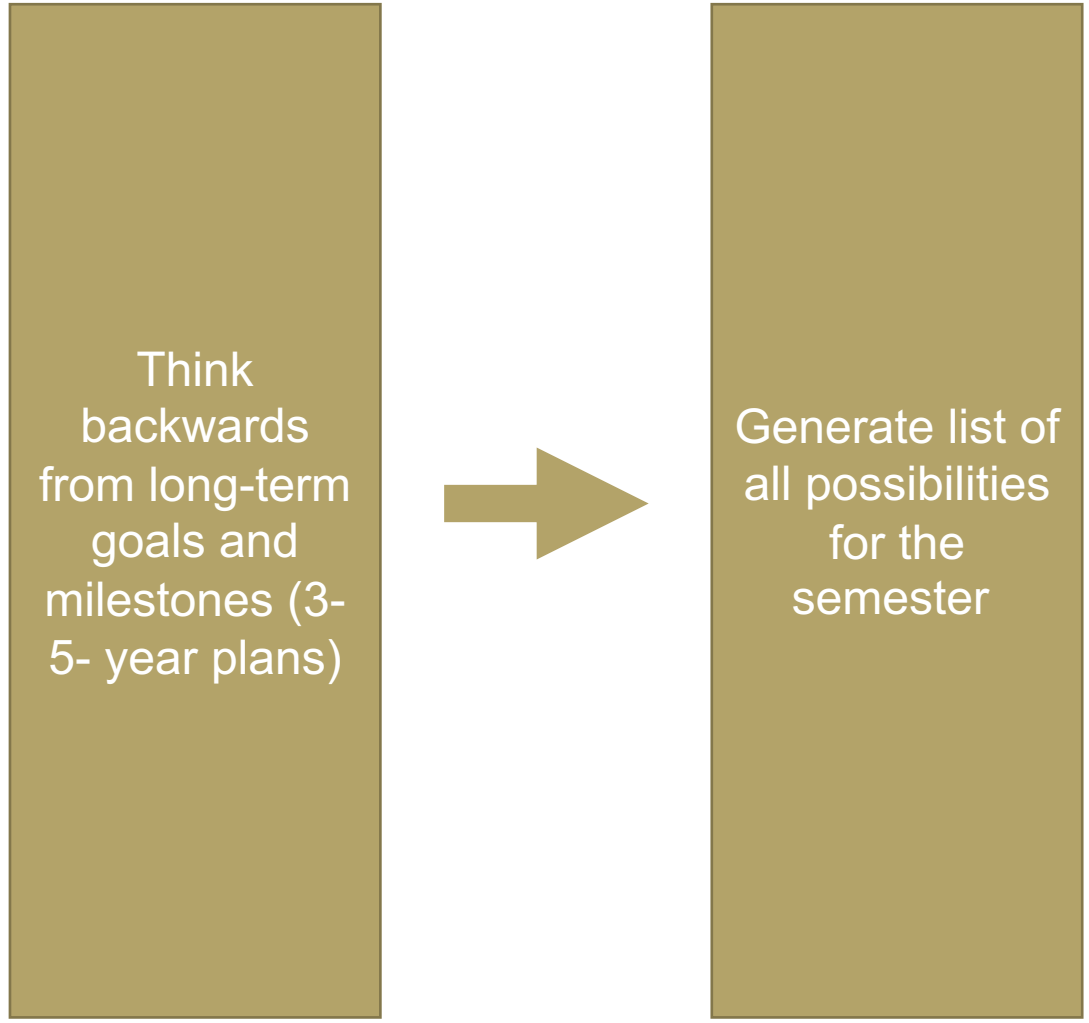 Think
backwards
from long-term
goals and
milestones (3-
5- year plans)
Generate list of
all possibilities
for the
semester